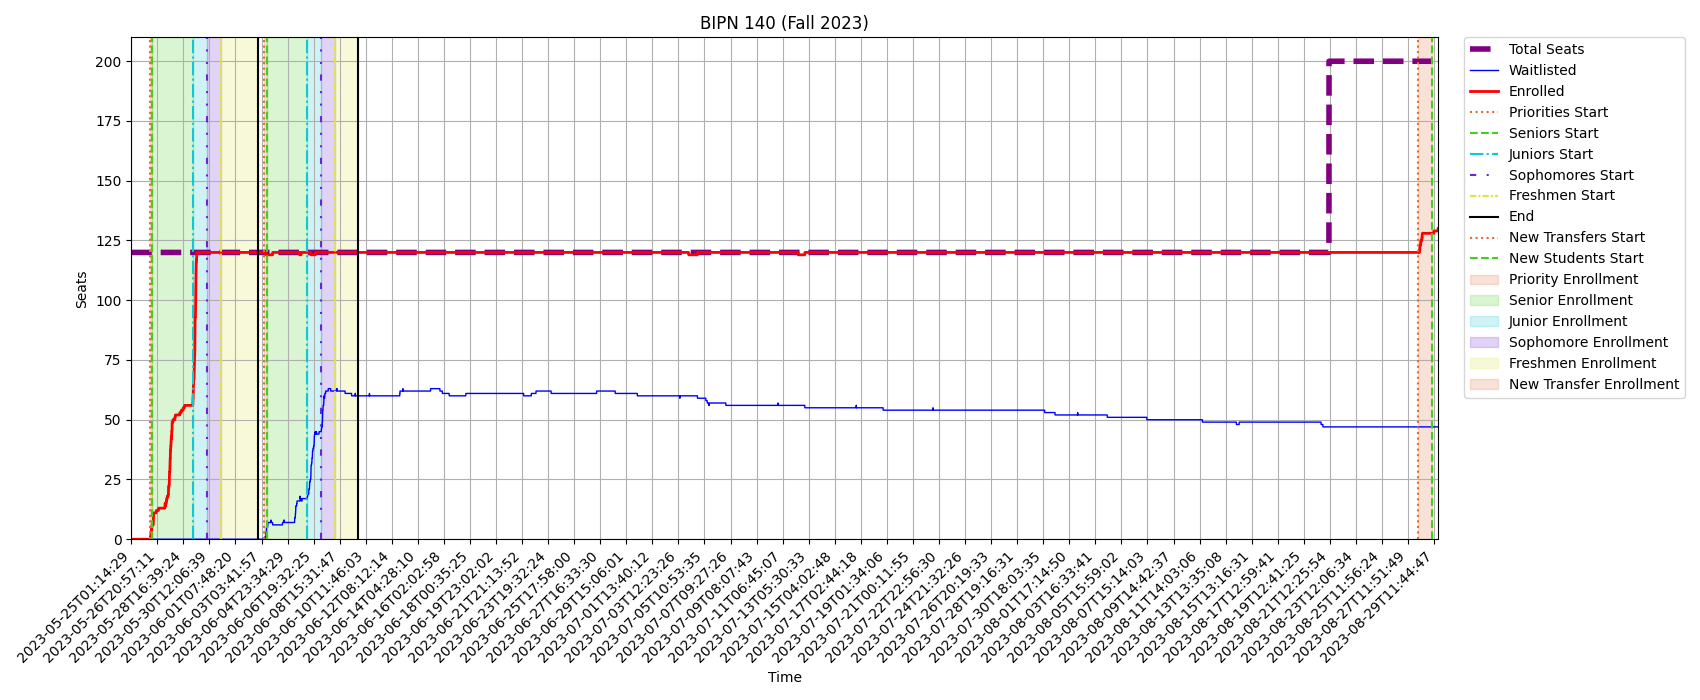 BIPN 140 (Fall 2023)
Seats
200
175
150
125
100
75
50
25
0
2023-05-25T01:14:29
2023-05-26T20:57:11
2023-05-28T16:39:24
2023-05-30T12:06:39
2023-06-01T07:48:20
2023-06-03T03:41:57
2023-06-04T23:34:29
2023-06-06T19:32:25
2023-06-08T15:31:47
2023-06-10T11:46:03
2023-06-12T08:12:14
2023-06-14T04:28:10
2023-06-16T02:02:58
2023-06-18T00:35:25
2023-06-19T23:02:02
2023-06-21T21:13:52
2023-06-23T19:32:24
2023-06-25T17:58:00
2023-06-27T16:33:30
2023-06-29T15:06:01
2023-07-01T13:40:12
2023-07-03T12:23:26
2023-07-05T10:53:35
2023-07-07T09:27:26
2023-07-09T08:07:43
2023-07-11T06:45:07
2023-07-13T05:30:33
2023-07-17T02:44:18
2023-07-19T01:34:06
2023-07-21T00:11:55
2023-07-22T22:56:30
2023-07-24T21:32:26
2023-07-26T20:19:33
2023-07-28T19:16:31
2023-07-30T18:03:35
2023-08-01T17:14:50
2023-08-03T16:33:41
2023-08-05T15:59:02
2023-08-07T15:14:03
2023-08-09T14:42:37
2023-08-11T14:03:06
2023-08-13T13:35:08
2023-08-15T13:16:31
2023-08-17T12:59:41
2023-08-19T12:41:25
2023-08-21T12:25:54
2023-08-23T12:06:34
2023-08-25T11:56:24
2023-08-27T11:51:49
2023-08-29T11:44:47
Time
Total Seats
Waitlisted
Enrolled
Priorities Start
Seniors Start
Juniors Start
Sophomores Start
Freshmen Start
End
New Transfers Start
New Students Start
Priority Enrollment
Senior Enrollment
Junior Enrollment
Sophomore Enrollment
Freshmen Enrollment
New Transfer Enrollment